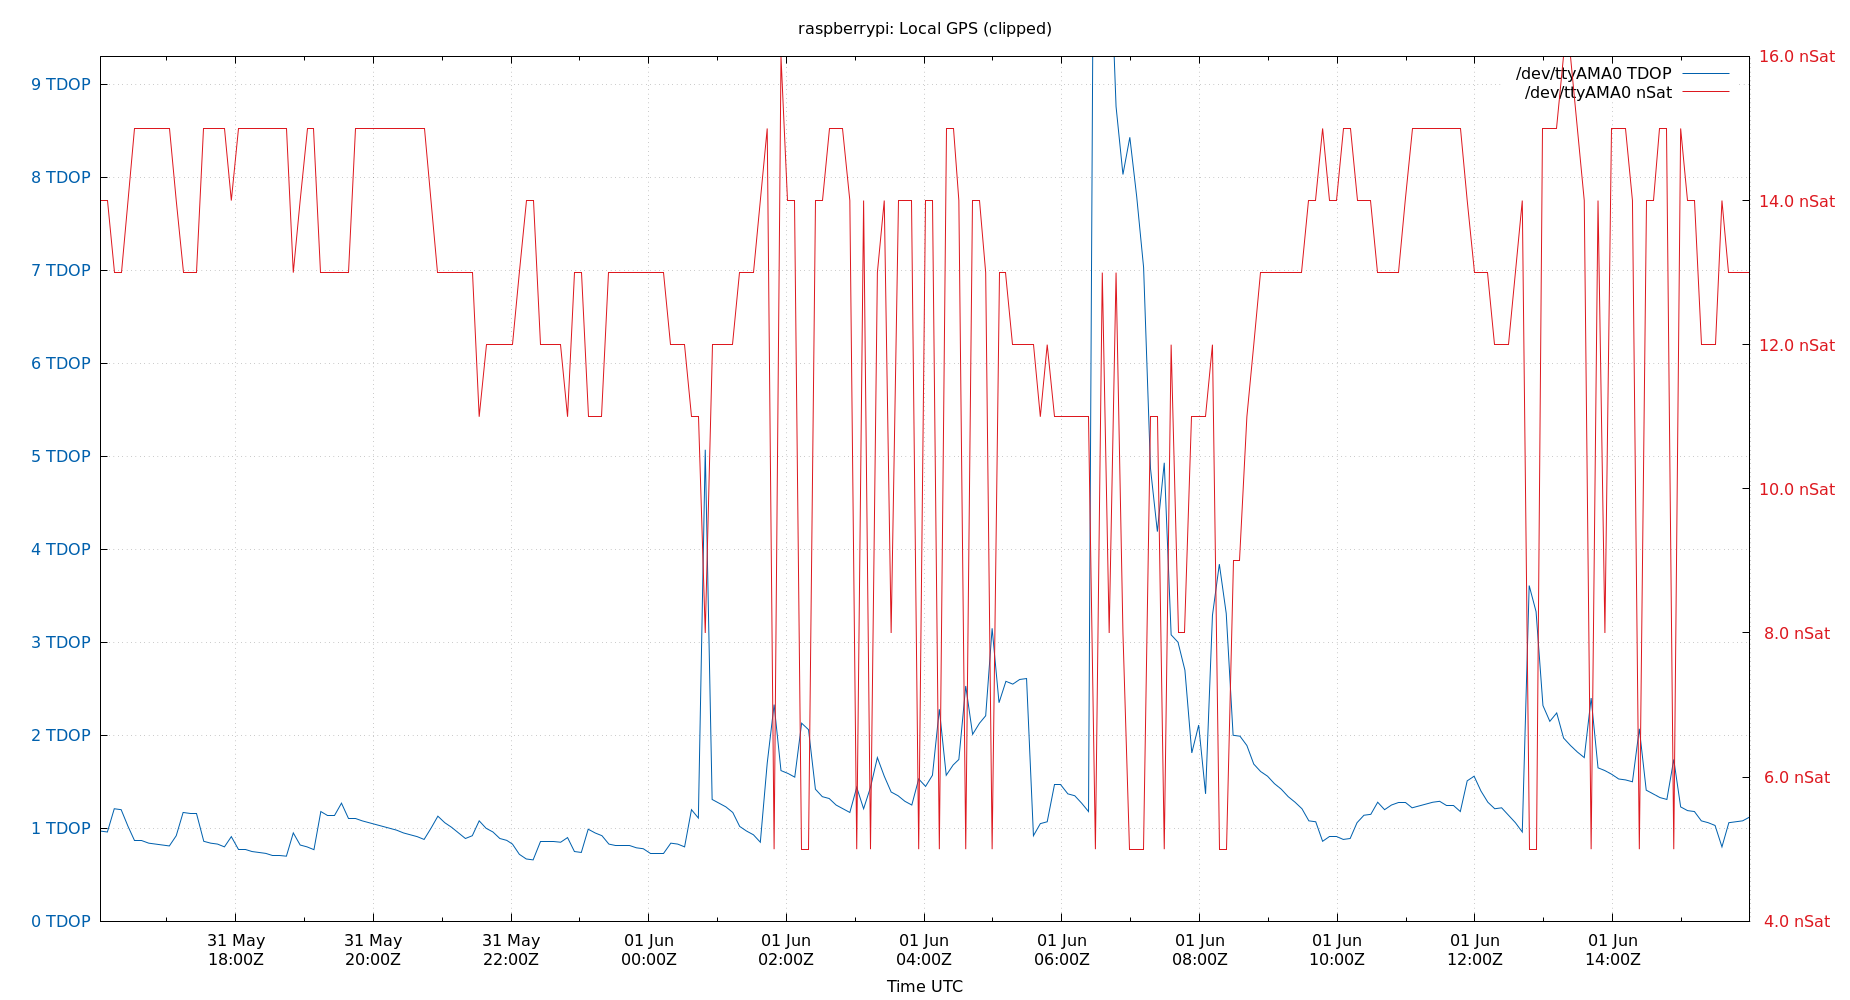 raspberrypi: Local GPS (clipped)
/dev/ttyAMA0 TDOP
/dev/ttyAMA0 nSat
9 TDOP
8 TDOP
7 TDOP
6 TDOP
5 TDOP
4 TDOP
3 TDOP
2 TDOP
1 TDOP
0 TDOP
16.0 nSat
14.0 nSat
12.0 nSat
10.0 nSat
8.0 nSat
6.0 nSat
4.0 nSat
31 May
18:00Z
31 May
20:00Z
31 May
22:00Z
01 Jun
00:00Z
01 Jun
02:00Z
01 Jun
04:00Z
01 Jun
06:00Z
01 Jun
08:00Z
01 Jun
10:00Z
01 Jun
12:00Z
01 Jun
14:00Z
Time UTC